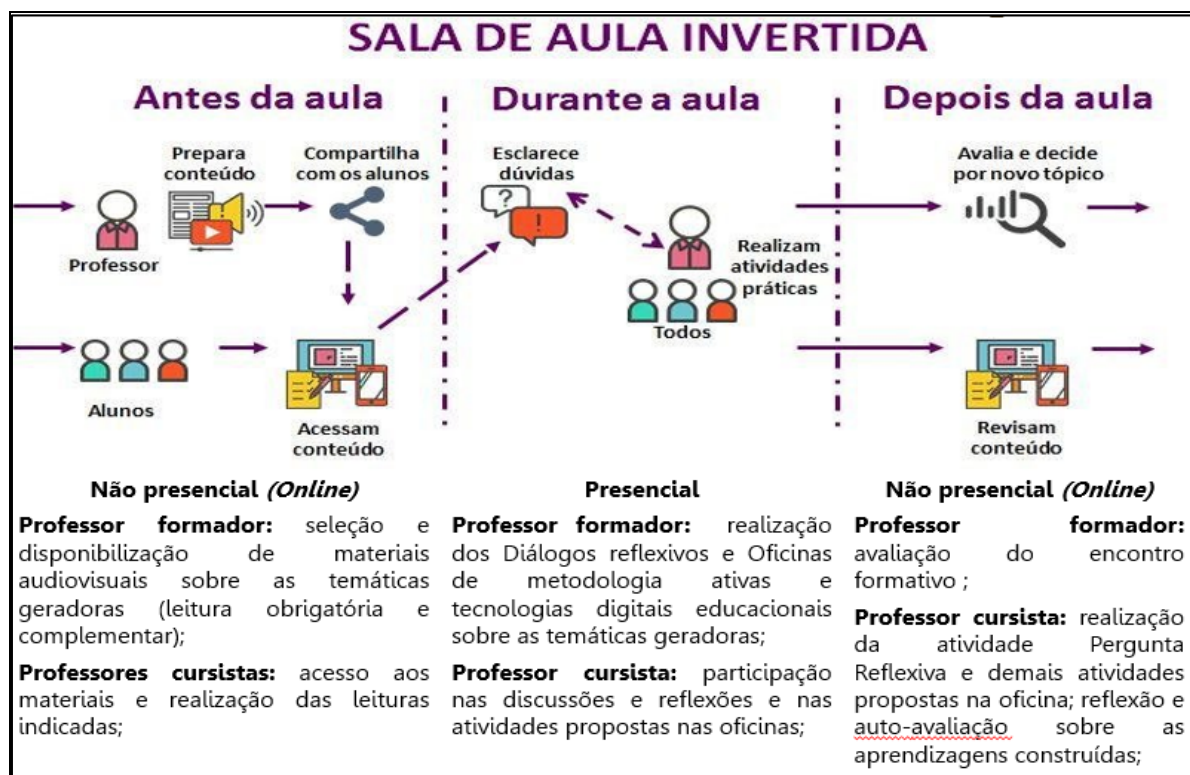 SALA DE AULA INVERTIDA
Antes da aula
Durante a aula
Depois da aula
Prepara
conteúdo
Compartilha
com os alunos
Esclarece
dúvidas
Avalia e decide
por novo tópico
?
!
Professor
Realizam
atividades
práticas
Todos
Alunos
Acessam
conteúdo
Revisam
conteúdo
Não presencial (Online)
Professor formador: seleção e
disponibilização de materiais
audiovisuais sobre as temáticas
geradoras (leitura obrigatória e
complementar);
Professores cursistas: acesso aos
materiais e realização das leituras
indicadas;
Presencial
Professor formador: realização
dos Diálogos reflexivos e Oficinas
de metodologia ativas e
tecnologias digitais educacionais
sobre as temáticas geradoras;
Professor cursista: participação
nas discussões e reflexões e nas
atividades propostas nas oficinas;
Não presencial (Online)
Professor formador:
avaliação do encontro
formativo ;
Professor cursista: realização
da atividade Pergunta
Reflexiva e demais atividades
propostas na oficina; reflexão e
auto-avaliação sobre as
aprendizagens construídas;